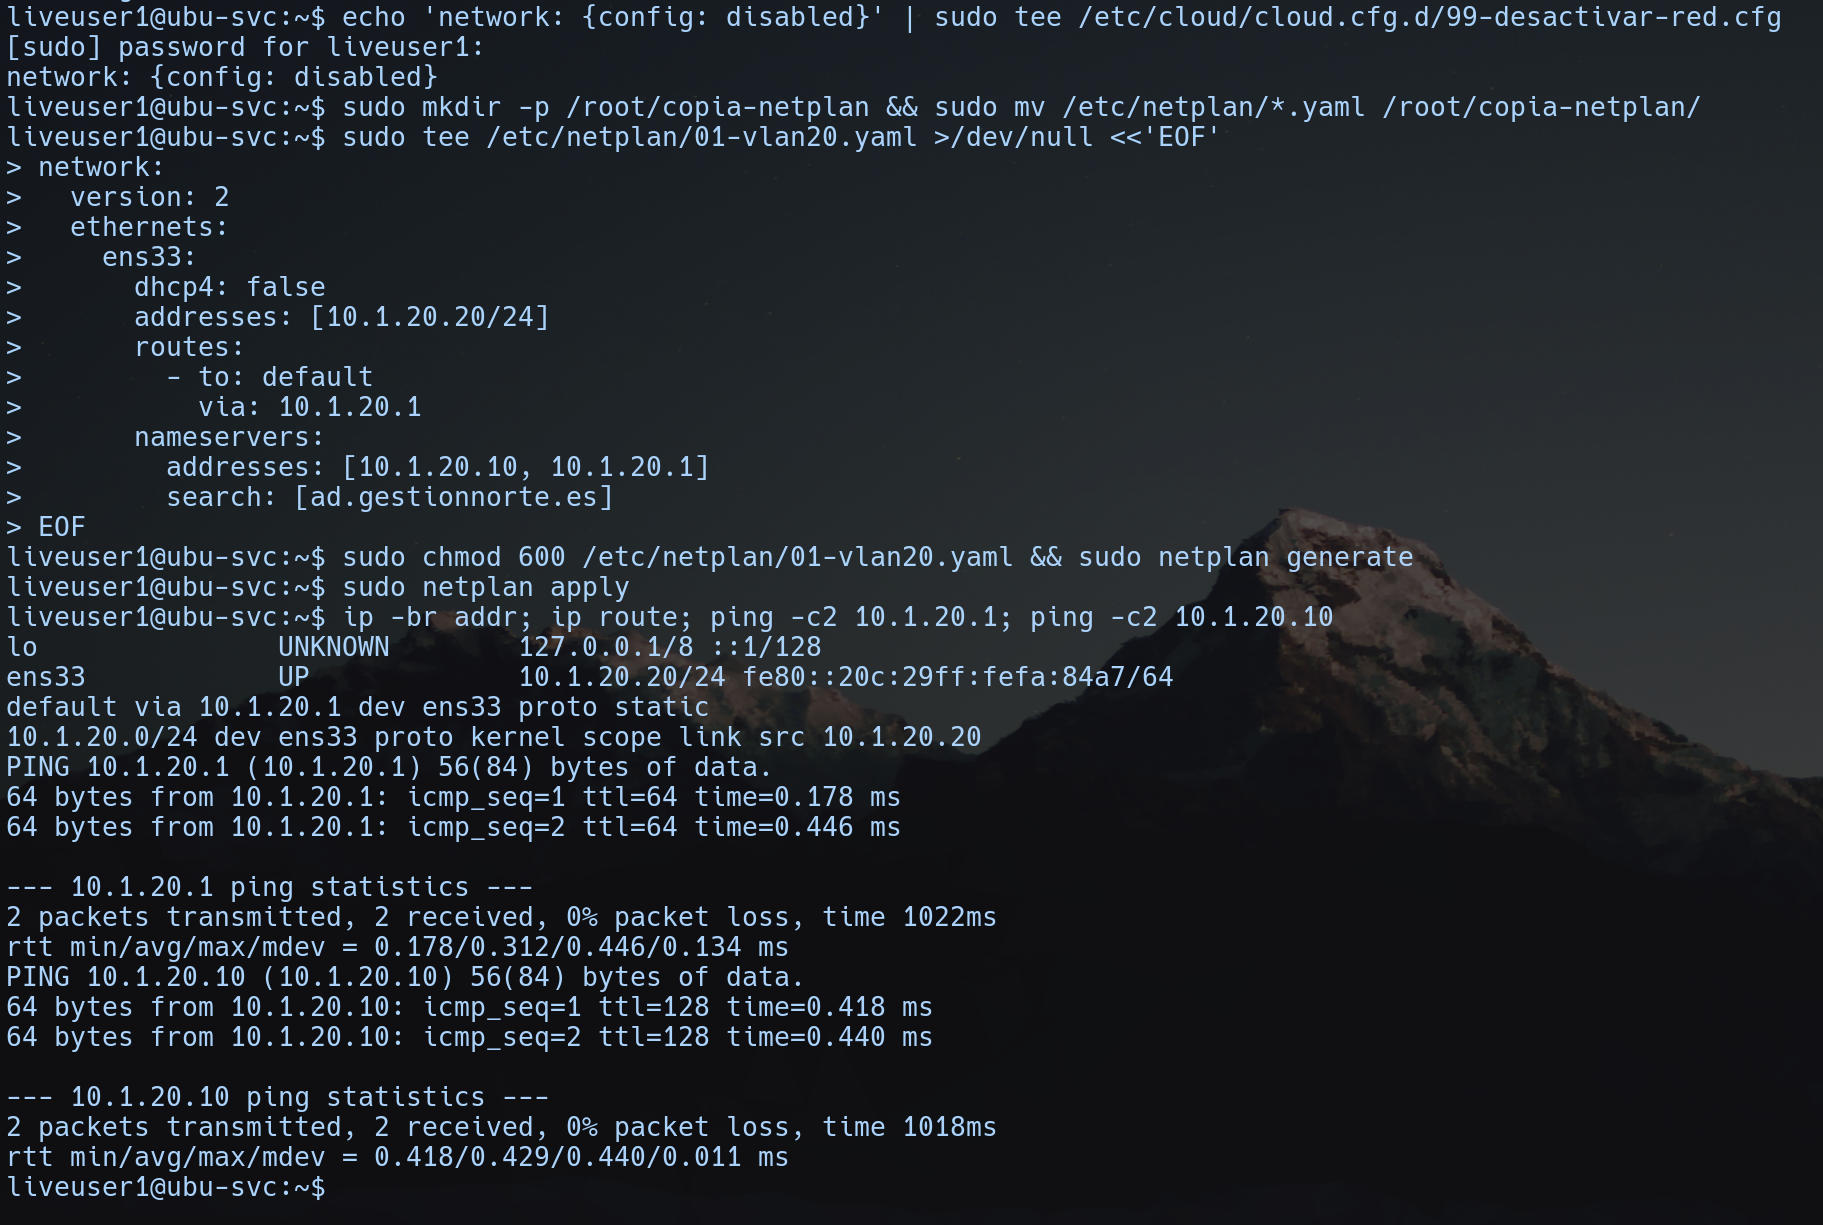 liveuser1@ubu-svc:~$ echo 'network: {config: disabled}' | sudo tee /etc/cloud/cloud.cfg.d/99-desactivar-red.cfg
[sudo] password for liveuser1:
network: {config: disabled}
liveuser1@ubu-svc:~$ sudo mkdir -p /root/copia-netplan && sudo mv /etc/netplan/*.yaml /root/copia-netplan/
liveuser1@ubu-svc:~$ sudo tee /etc/netplan/01-vlan20.yaml >/dev/null <<'EOF'
> network:
>   version: 2
>   ethernets:
>     ens33:
>       dhcp4: false
>       addresses: [10.1.20.20/24]
>       routes:
>         - to: default
>           via: 10.1.20.1
>       nameservers:
>         addresses: [10.1.20.10, 10.1.20.1]
>         search: [ad.gestionnorte.es]
> EOF
liveuser1@ubu-svc:~$ sudo chmod 600 /etc/netplan/01-vlan20.yaml && sudo netplan generate
liveuser1@ubu-svc:~$ sudo netplan apply
liveuser1@ubu-svc:~$ ip -br addr; ip route; ping -c2 10.1.20.1; ping -c2 10.1.20.10
lo               UNKNOWN        127.0.0.1/8 ::1/128
ens33            UP             10.1.20.20/24 fe80::20c:29ff:fefa:84a7/64
default via 10.1.20.1 dev ens33 proto static
10.1.20.0/24 dev ens33 proto kernel scope link src 10.1.20.20
PING 10.1.20.1 (10.1.20.1) 56(84) bytes of data.
64 bytes from 10.1.20.1: icmp_seq=1 ttl=64 time=0.178 ms
64 bytes from 10.1.20.1: icmp_seq=2 ttl=64 time=0.446 ms

--- 10.1.20.1 ping statistics ---
2 packets transmitted, 2 received, 0% packet loss, time 1022ms
rtt min/avg/max/mdev = 0.178/0.312/0.446/0.134 ms
PING 10.1.20.10 (10.1.20.10) 56(84) bytes of data.
64 bytes from 10.1.20.10: icmp_seq=1 ttl=128 time=0.418 ms
64 bytes from 10.1.20.10: icmp_seq=2 ttl=128 time=0.440 ms

--- 10.1.20.10 ping statistics ---
2 packets transmitted, 2 received, 0% packet loss, time 1018ms
rtt min/avg/max/mdev = 0.418/0.429/0.440/0.011 ms
liveuser1@ubu-svc:~$